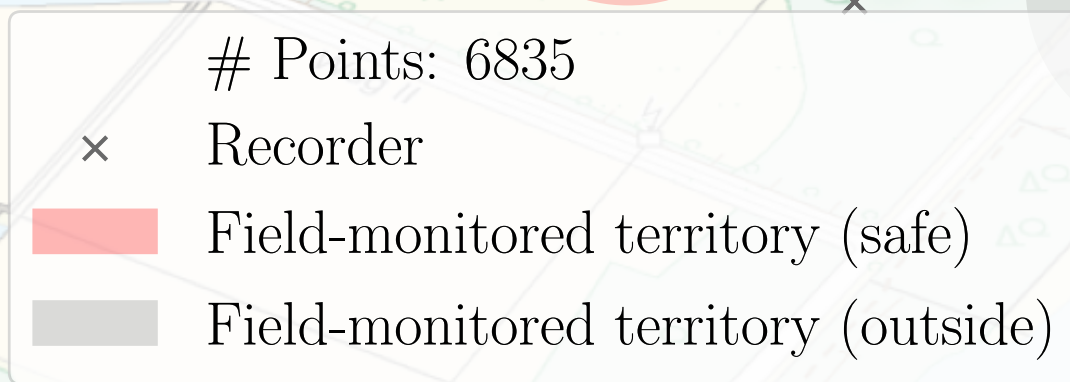 # Points: 6835
Recorder
Field-monitored territory (safe)
Field-monitored territory (outside)